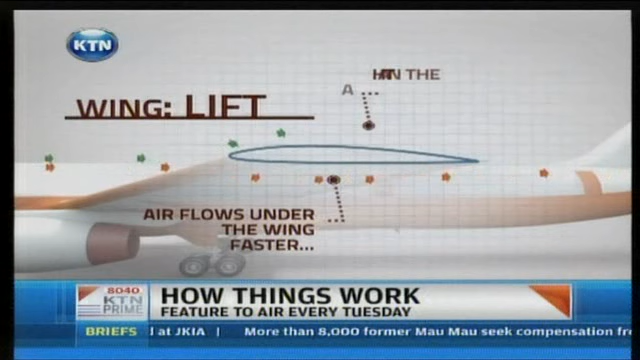 KTN
WING: LIFT
THE
A
AIR FLOWS UNDER
THE WING
FASTER...
8040
KTN
PRIME
HOW THINGS WORK
FEATURE TO AIR EVERY TUESDAY
BRIEFS
at JKIA | More than 8,000 former Mau Mau seek compensation fr